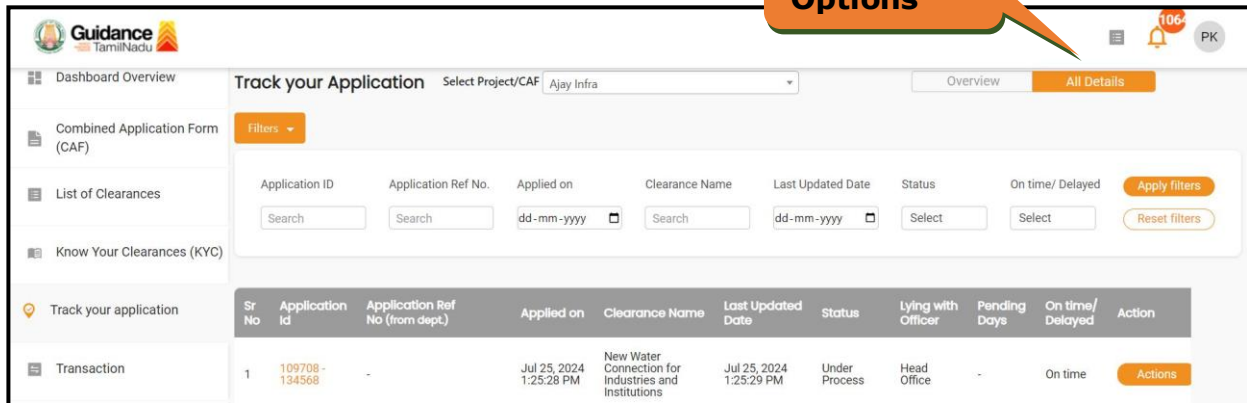 Options
Guidance
TamilNadu
PK
Dashboard Overview
Track your Application
Select Project/CAF
Ajay Infra
Overview
All Details
Combined Application Form
(CAF)
Filters
List of Clearances
Application ID
Application Ref No.
Applied on
Clearance Name
Last Updated Date
Status
On time/ Delayed
Apply filters
Search
Search
dd-mm-yyyy
Search
dd-mm-yyyy
Select
Select
Reset filters
Know Your Clearances (KYC)
Track your application
Sr
No
Application
Id
Application Ref
No (from dept.)
Applied on
Clearance Name
Last Updated
Date
Status
Lying with
Officer
Pending
Days
On time/
Delayed
Action
Transaction
1
109708 -
134568
-
Jul 25, 2024
1:25:28 PM
New Water
Connection for
Industries and
Institutions
Jul 25, 2024
1:25:29 PM
Under
Process
Head
Office
-
On time
Actions